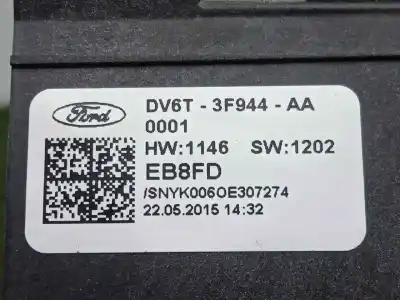 Ford
DV6T - 3F944 - AA
0001
HW:1146 SW:1202
EB8FD
/SNYK006OE307274
22.05.2015 14:32